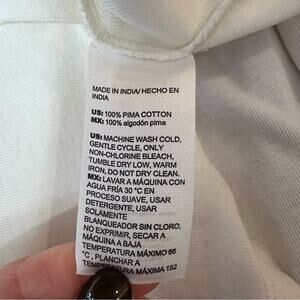 MADE IN INDIA/ HECHO EN
INDIA
US: 100% PIMA COTTON
MX: 100% algodón pima
US: MACHINE WASH COLD,
GENTLE CYCLE, ONLY
NON-CHLORINE BLEACH,
TUMBLE DRY LOW, WARM
IRON, DO NOT DRY CLEAN.
MX: LAVAR A MÁQUINA CON
AGUA FRÍA 30 °C EN
PROCESO SUAVE, USAR
DETERGENTE, USAR
SOLAMENTE
BLANQUEADOR SIN CLORO,
NO EXPRIMIR, SECAR A
MÁQUINA A BAJA
TEMPERATURA MÁXIMO 66
°C , PLANCHAR A
TEMPERATURA MÁXIMA 152